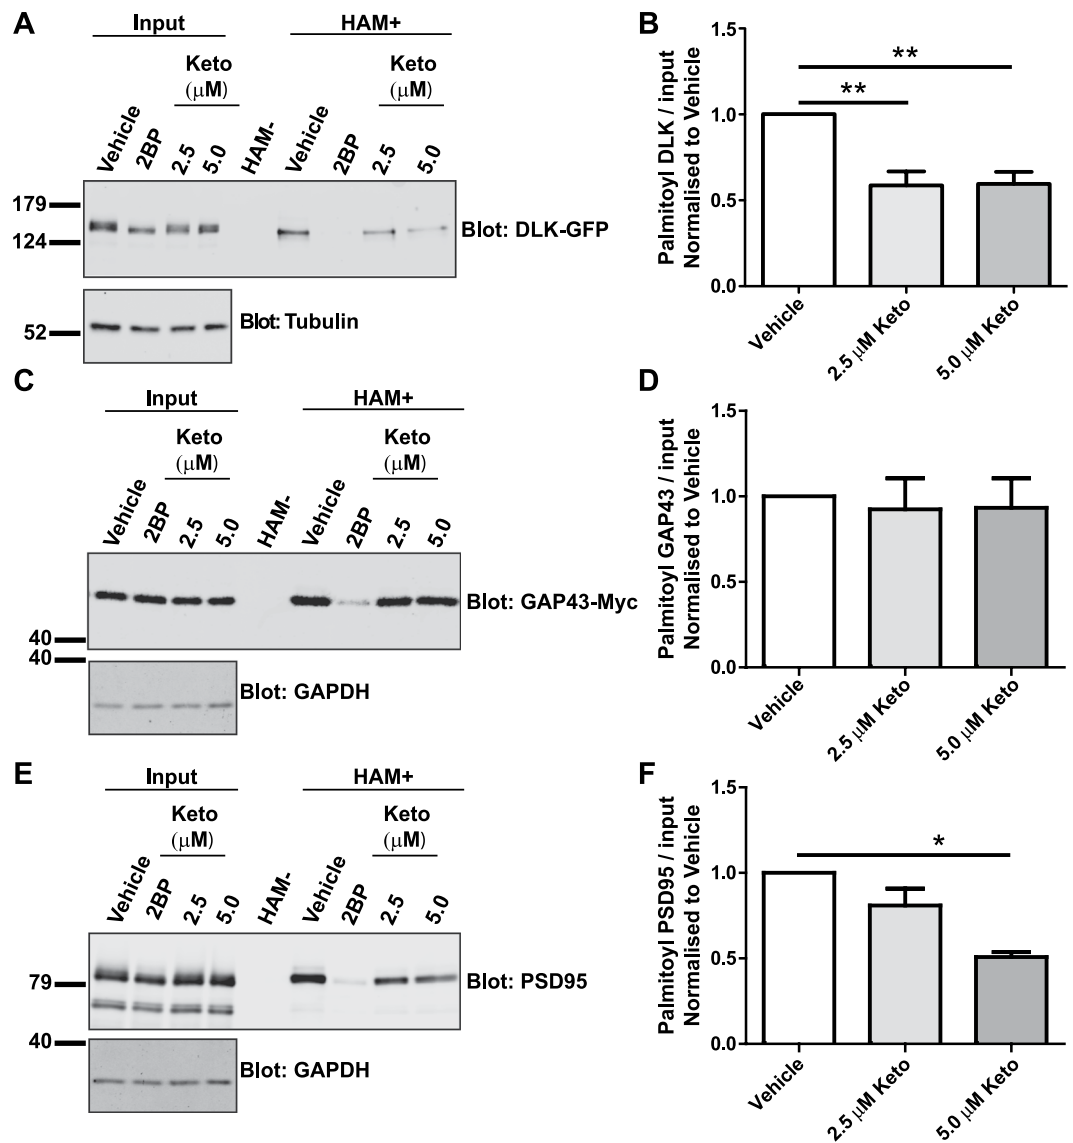 A
Input
HAM+
Keto
(μM)
Keto
(μM)
Vehicle
2BP
2.5
5.0
HAM-
Vehicle
2BP
2.5
5.0
179
124
Blot: DLK-GFP
52
Blot: Tubulin
B
Palmitoyl DLK / input
Normalised to Vehicle
1.5
1.0
0.5
0.0
**
**
Vehicle
2.5 μM Keto
5.0 μM Keto
C
Input
HAM+
Keto
(μM)
Keto
(μM)
Vehicle
2BP
2.5
5.0
HAM-
Vehicle
2BP
2.5
5.0
Blot: GAP43-Myc
40
40
Blot: GAPDH
D
Palmitoyl GAP43 / input
Normalised to Vehicle
1.5
1.0
0.5
0.0
Vehicle
2.5 μM Keto
5.0 μM Keto
E
Input
HAM+
Keto
(μM)
Keto
(μM)
Vehicle
2BP
2.5
5.0
HAM-
Vehicle
2BP
2.5
5.0
79
Blot: PSD95
40
Blot: GAPDH
F
Palmitoyl PSD95 / input
Normalised to Vehicle
1.5
1.0
0.5
0.0
*
Vehicle
2.5 μM Keto
5.0 μM Keto